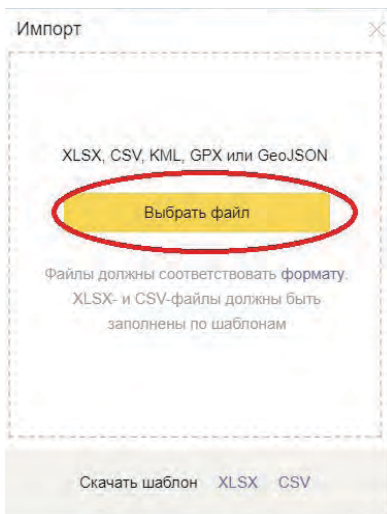 Импорт
XLSX, CSV, KML, GPX или GeoJSON
Выбрать файл
Файлы должны соответствовать формату.
XLSX- и CSV-файлы должны быть
заполнены по шаблонам
Скачать шаблон XLSX CSV